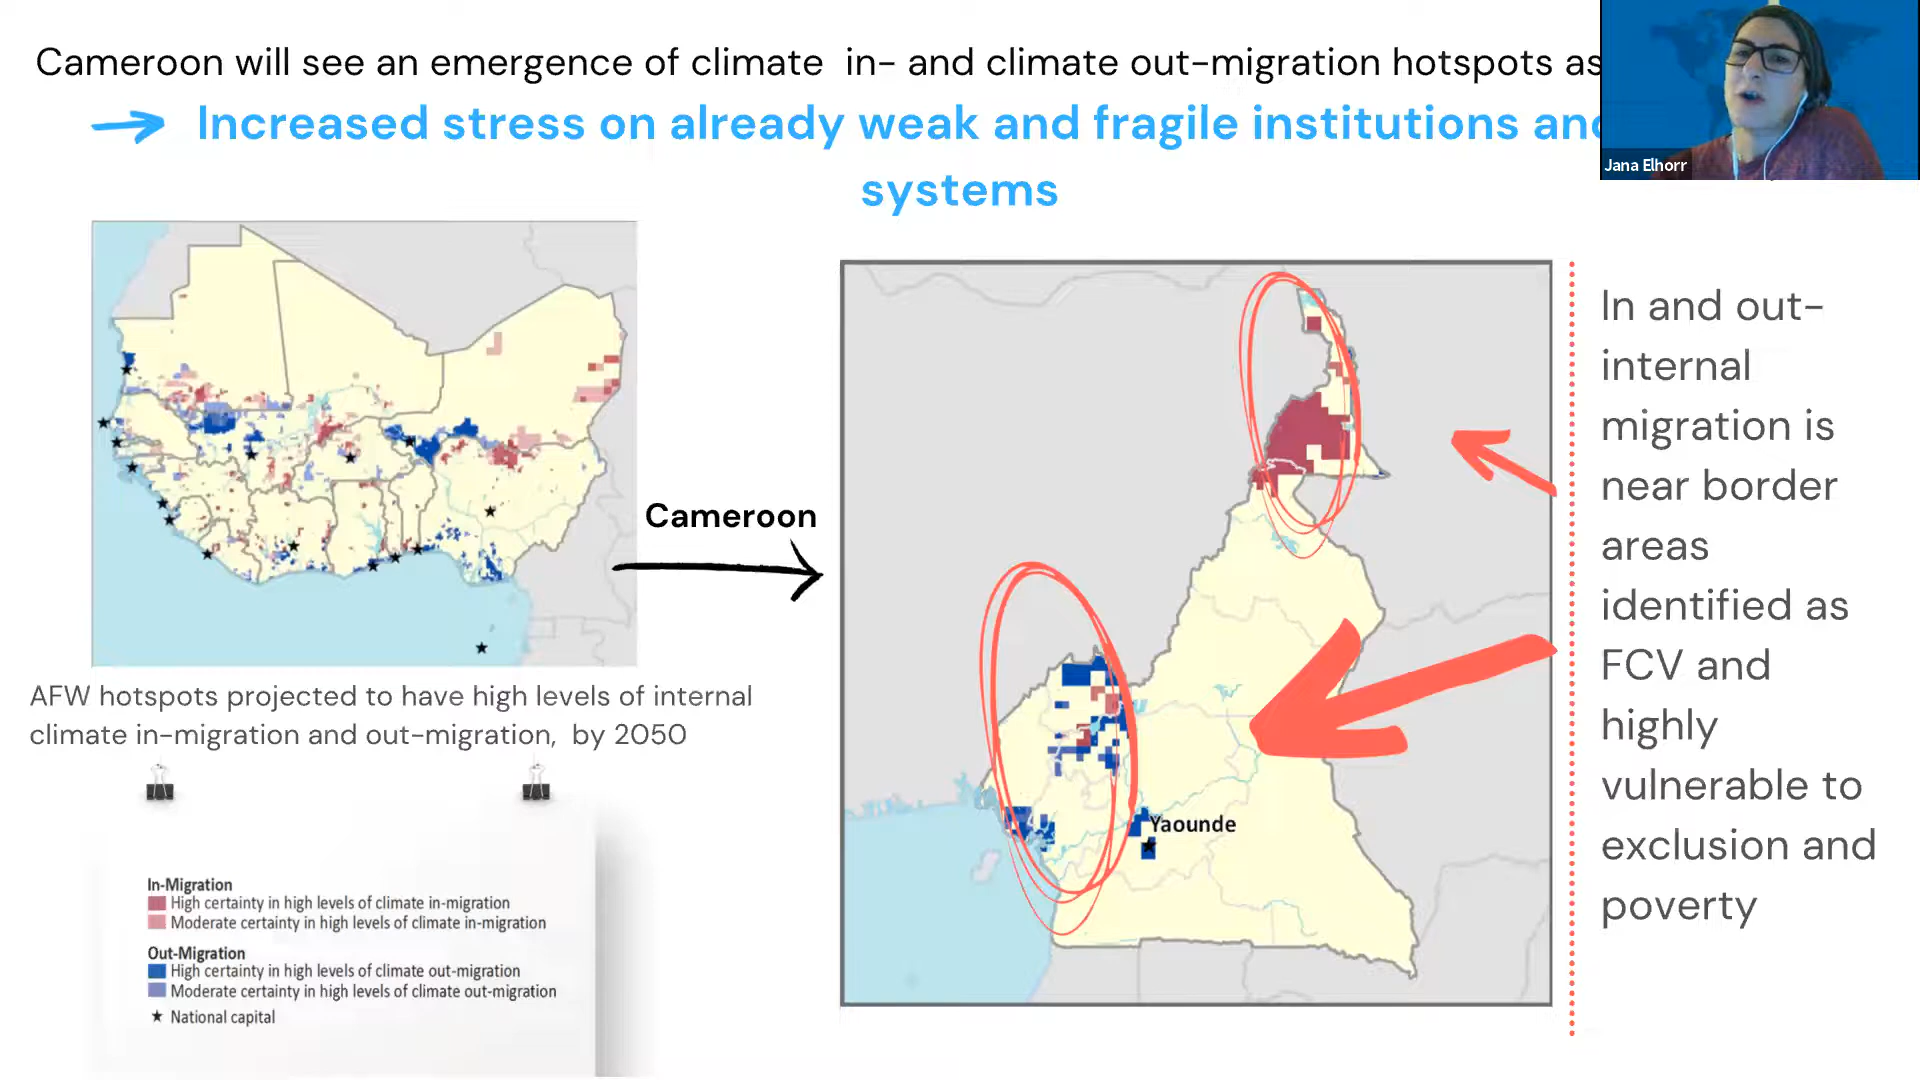 Cameroon will see an emergence of climate in- and climate out-migration hotspots as
Increased stress on already weak and fragile institutions and
systems
Jana Elhorr
Cameroon
In and out-
internal
migration is
near border
areas
identified as
FCV and
highly
vulnerable to
exclusion and
poverty
Yaounde
AFW hotspots projected to have high levels of internal
climate in-migration and out-migration, by 2050
In-Migration
High certainty in high levels of climate in-migration
Moderate certainty in high levels of climate in-migration
Out-Migration
High certainty in high levels of climate out-migration
Moderate certainty in high levels of climate out-migration
National capital